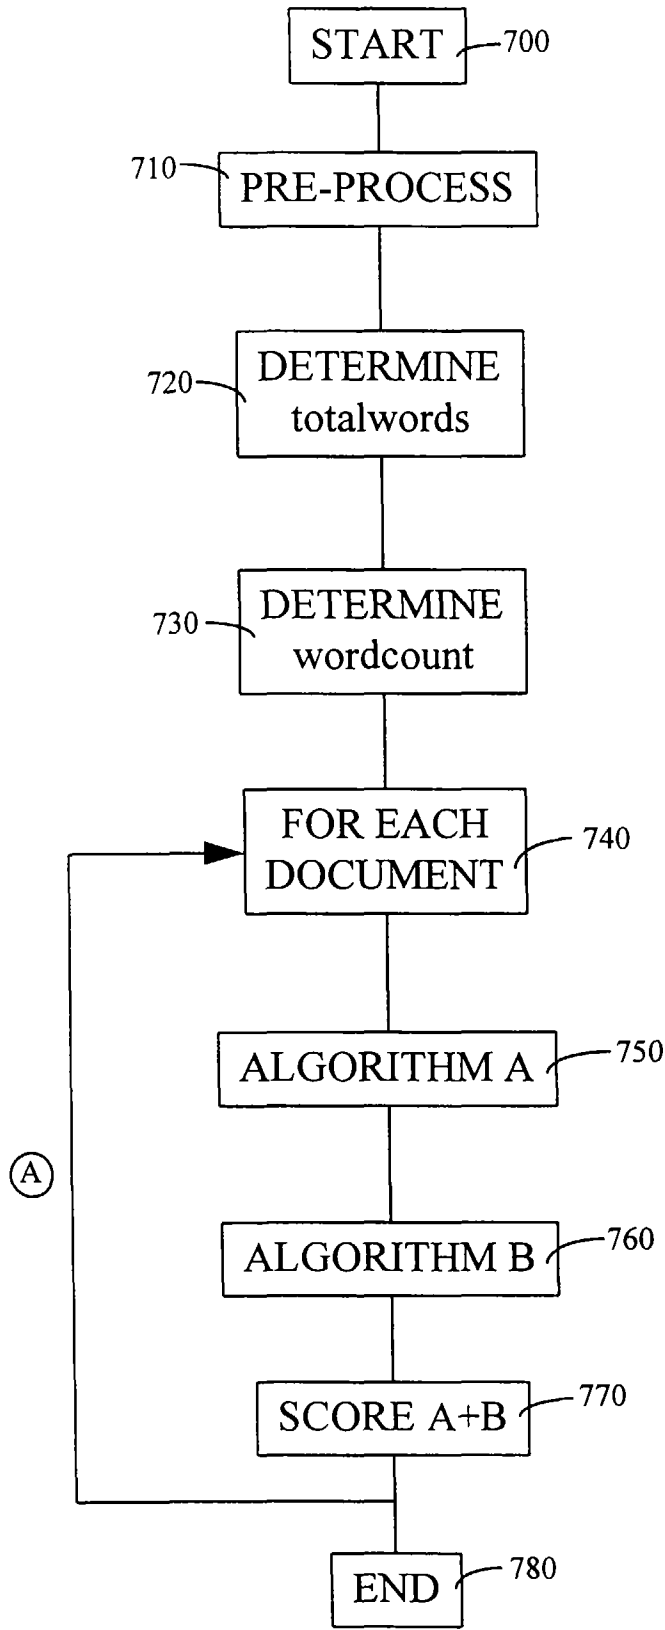 START
700
710
PRE-PROCESS
720
DETERMINE
totalwords
730
DETERMINE
wordcount
FOR EACH
DOCUMENT
740
ALGORITHM A
750
A
ALGORITHM B
760
SCORE A+B
770
END
780